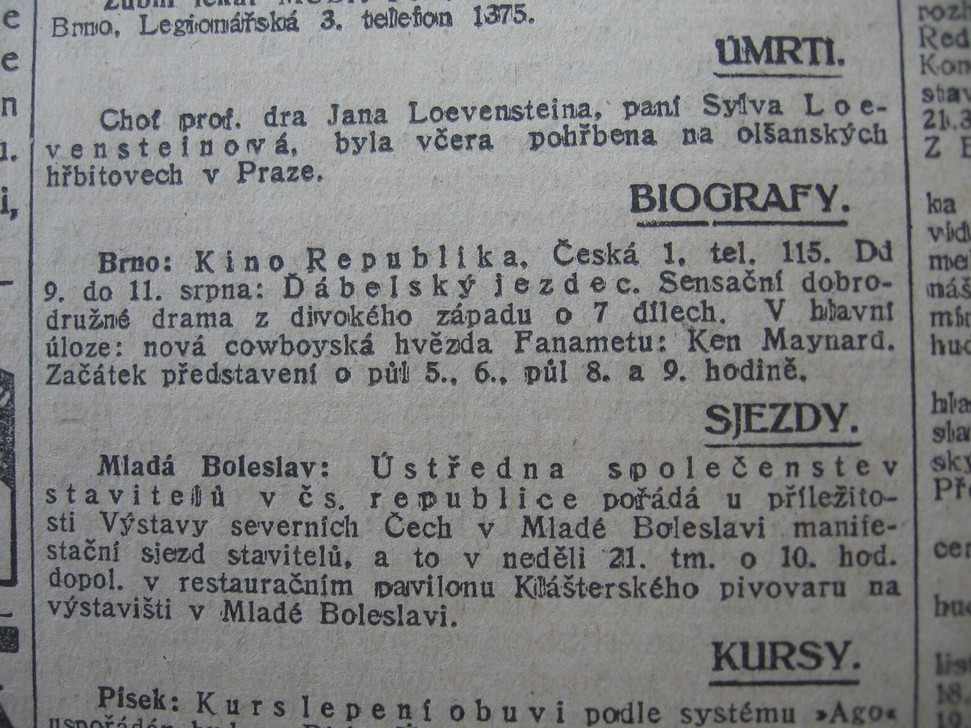 Zubní lékař
Brno, Legionářská 3. telefon 1375.
ÚMRTÍ.
Choť prof. dra Jana Loevensteina, paní Sylva Loe-
vensteinová, byla včera pohřbena na olšanských
hřbitovech v Praze.
BIOGRAFY.
Brno: Kino Republika, Česká 1, tel. 115. Od
9. do 11. srpna: Ďábelský jezdec. Sensační dobro-
družné drama z divokého západu o 7 dílech. V hlavní
úloze: nová cowboyská hvězda Fanametu: Ken Maynard.
Začátek představení o půl 5., 6., půl 8. a 9. hodině.
SJEZDY.
Mladá Boleslav: Ústředna společenstev
stavitelů v čs. republice pořádá u příležito-
sti Výstavy severních Čech v Mladé Boleslavi manife-
stační sjezd stavitelů, a to v neděli 21. tm. o 10. hod.
dopol. v restauračním pavilonu Klášterského pivovaru na
výstavišti v Mladé Boleslavi.
KURSY.
Písek: Kurs lepení obuvi podle systému »Ago«